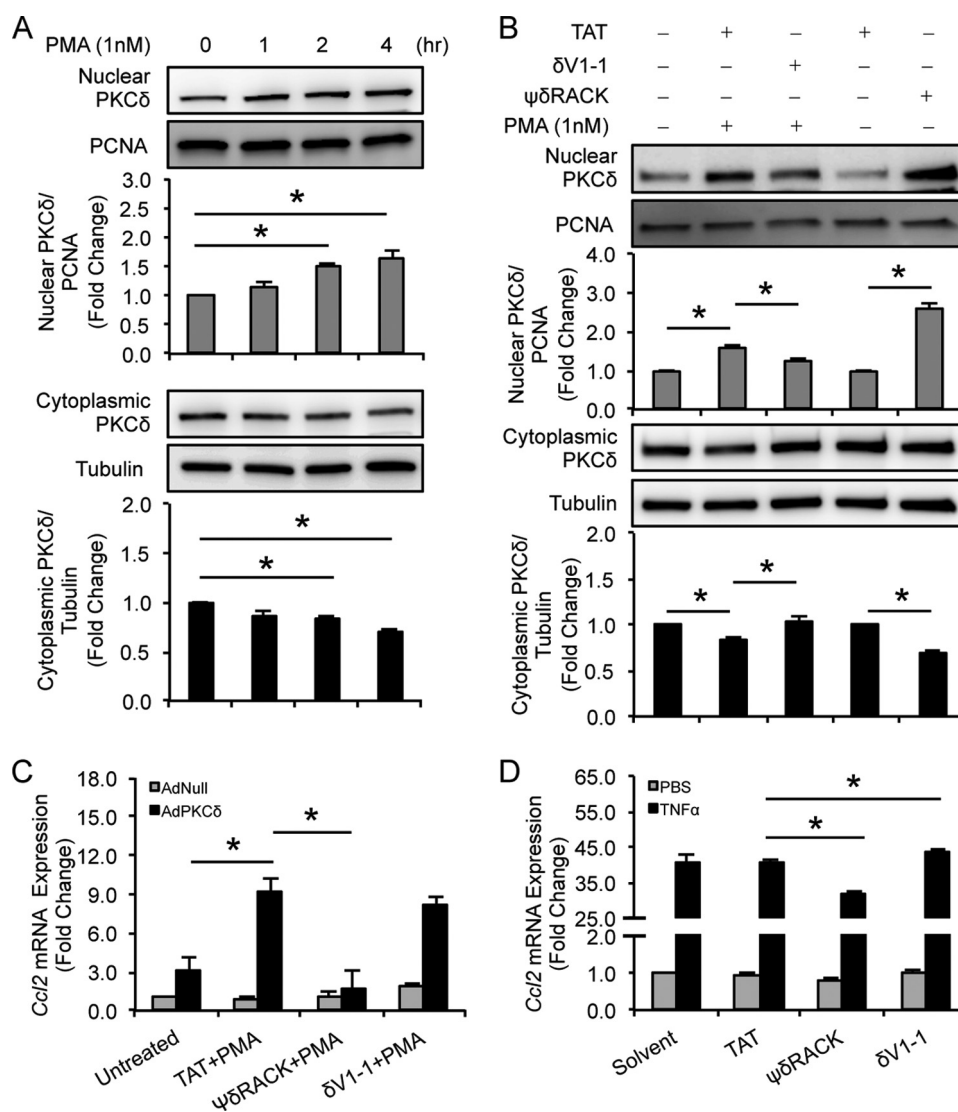 A
PMA (1nM) 0 1 2 4 (hr)
Nuclear
PKCδ
PCNA
Nuclear PKCδ/
PCNA
(Fold Change)
3.0
2.5
2.0
1.5
1.0
0.5
0.0
*
*
Cytoplasmic
PKCδ
Tubulin
Cytoplasmic PKCδ/
Tubulin
(Fold Change)
2.0
1.5
1.0
0.5
0.0
*
*
B
TAT – + – + –
δV1-1 – – + – –
ψδRACK – – – – +
PMA (1nM) – + + – –
Nuclear
PKCδ
PCNA
Nuclear PKCδ/
PCNA
(Fold Change)
4.0
3.0
2.0
1.0
0.0
* * *
Cytoplasmic
PKCδ
Tubulin
Cytoplasmic PKCδ/
Tubulin
(Fold Change)
2.0
1.5
1.0
0.5
0.0
* * *
C
Ccl2 mRNA Expression
(Fold Change)
18.0
15.0
12.0
9.0
6.0
3.0
0.0
AdNull
AdPKCδ
* *
Untreated
TAT+PMA
ψδRACK+PMA
δV1-1+PMA
D
Ccl2 mRNA Expression
(Fold Change)
65.0
55.0
45.0
35.0
25.0
2.0
1.0
0.0
PBS
TNFα
*
*
Solvent
TAT
ψδRACK
δV1-1